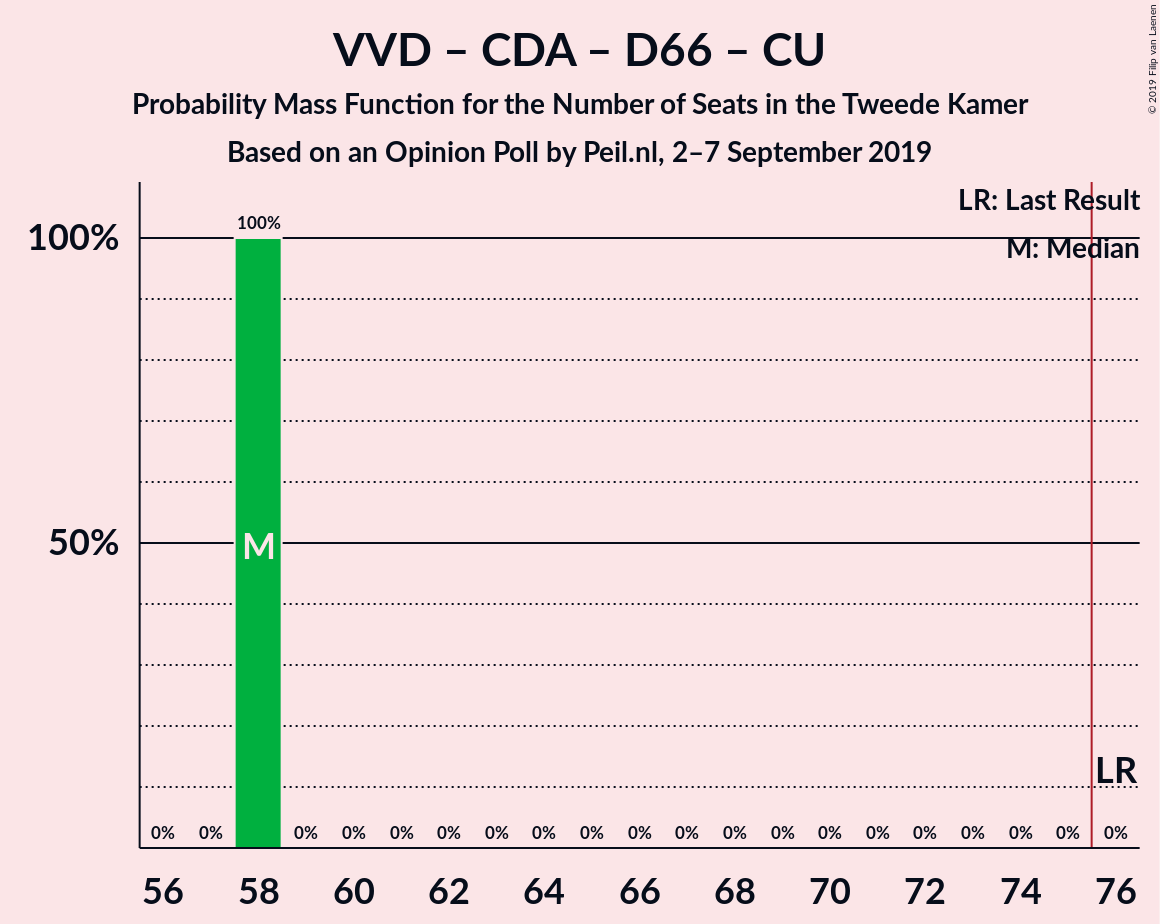 VVD – CDA – D66 – CU
Probability Mass Function for the Number of Seats in the Tweede Kamer
Based on an Opinion Poll by Peil.nl, 2–7 September 2019
© 2019 Filip van Laenen
LR: Last Result
M: Median
100%
100%
50%
M
LR
0% 0% 0% 0% 0% 0% 0% 0% 0% 0% 0% 0% 0% 0% 0% 0% 0% 0% 0% 0%
56 58 60 62 64 66 68 70 72 74 76